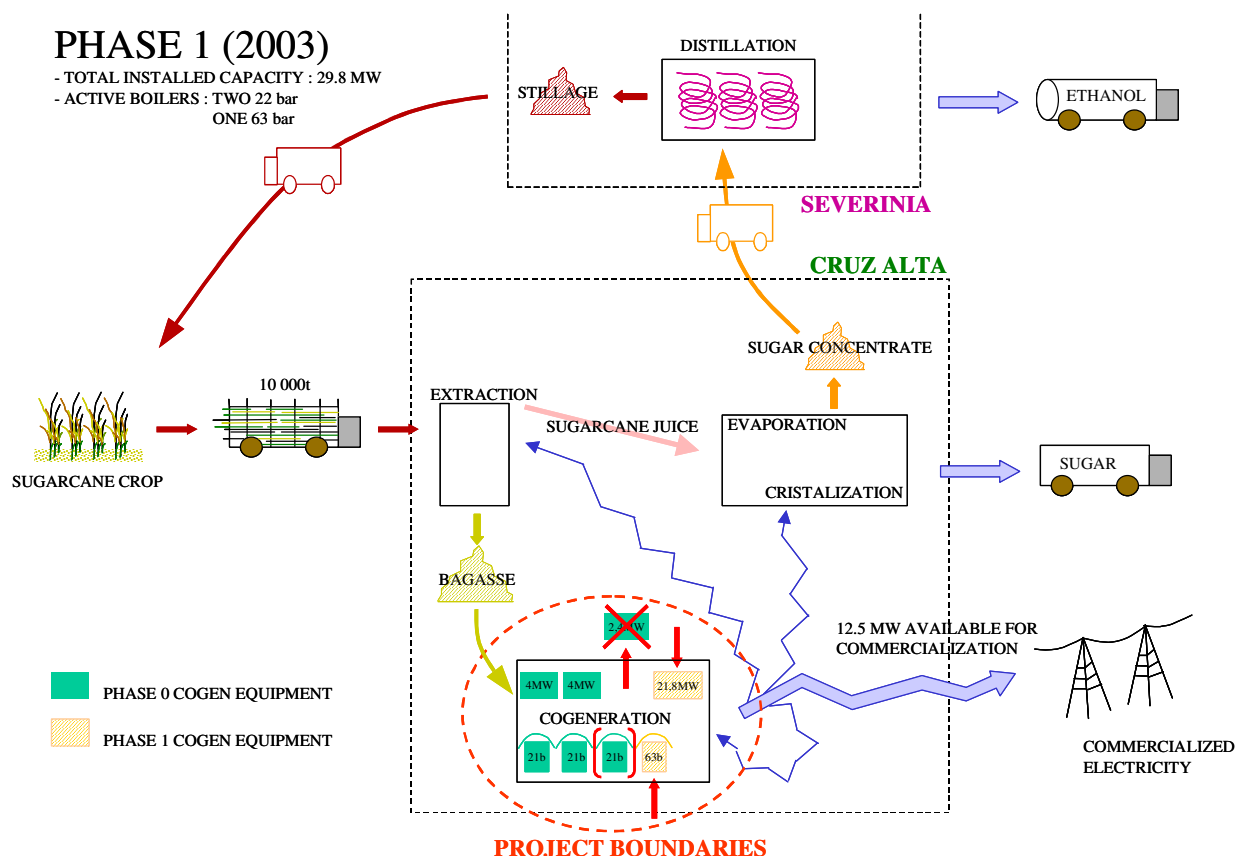 PHASE 1 (2003)
- TOTAL INSTALLED CAPACITY : 29.8 MW
- ACTIVE BOILERS : TWO 22 bar
ONE 63 bar
DISTILLATION
STILLAGE
ETHANOL
SEVERINIA
CRUZ ALTA
SUGAR CONCENTRATE
10 000t
EXTRACTION
SUGARCANE JUICE
EVAPORATION
CRISTALIZATION
SUGAR
SUGARCANE CROP
BAGASSE
2,4MW
12.5 MW AVAILABLE FOR
COMMERCIALIZATION
4MW
4MW
21,8MW
COGENERATION
21b
21b
21b
63b
PHASE 0 COGEN EQUIPMENT
PHASE 1 COGEN EQUIPMENT
COMMERCIALIZED
ELECTRICITY
PROJECT BOUNDARIES